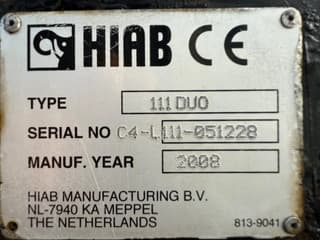 HIAB CE
TYPE 111 DUO
SERIAL NO C4-L111-051228
MANUF. YEAR 2008
HIAB MANUFACTURING B.V.
NL-7940 KA MEPPEL
THE NETHERLANDS 813-9041